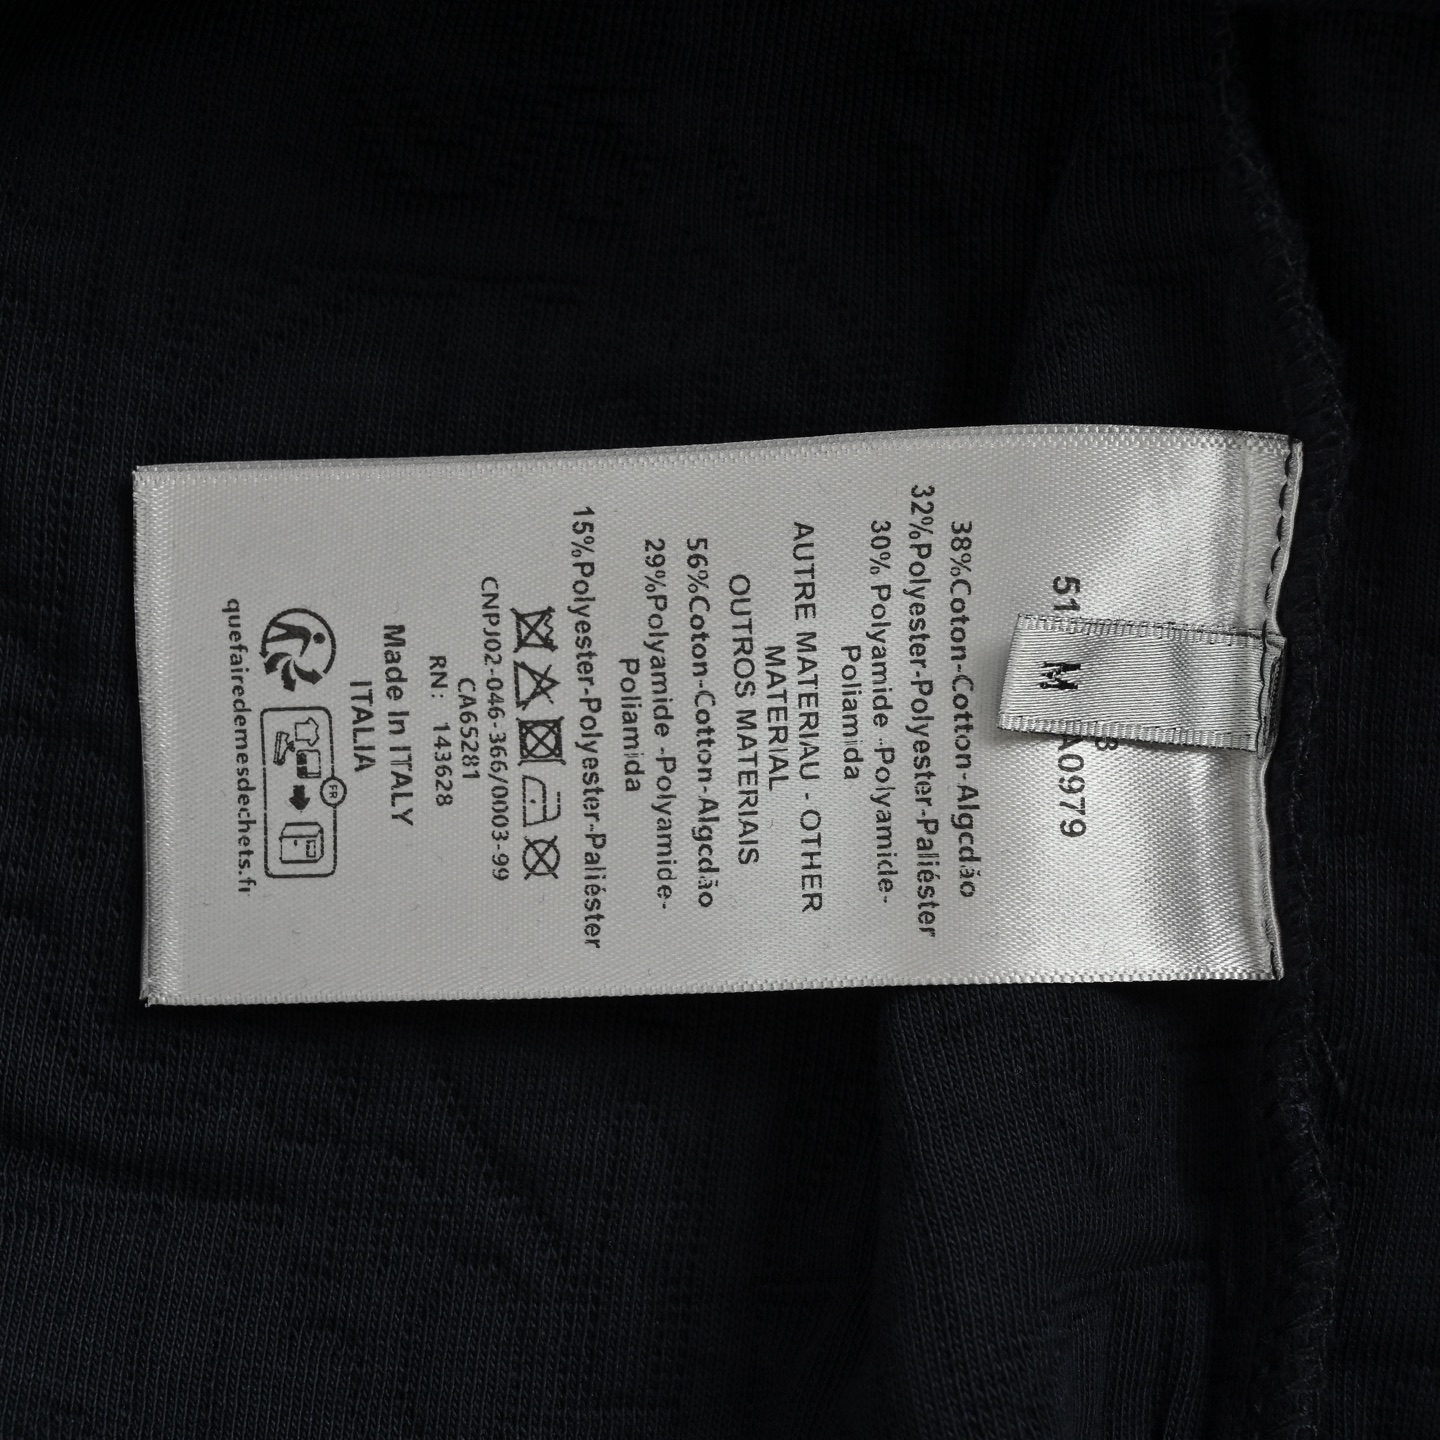 M
51
A0979
38%Coton-Cotton-Algcdão
32%Polyester-Polyester-Paliéster
30% Polyamide -Polyamide-
Poliamida
AUTRE MATERIAU - OTHER
MATERIAL
OUTROS MATERIAIS
56%Coton-Cotton-Algcdão
29%Polyamide -Polyamide-
Poliamida
15%Polyester-Polyester-Paliéster
CNPJ02-046-366/0003-99
CA65281
RN: 143628
Made In ITALY
ITALIA
FR
quefairedemesdechets.fr